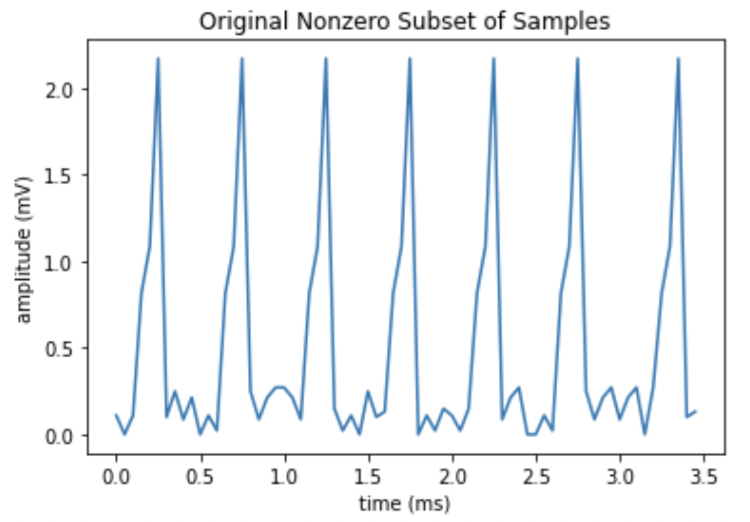 Original Nonzero Subset of Samples
2.0
1.5
1.0
0.5
0.0
amplitude (mV)
0.0 0.5 1.0 1.5 2.0 2.5 3.0 3.5
time (ms)